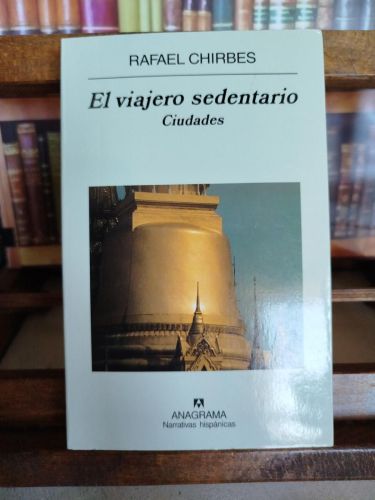 RAFAEL CHIRBES
El viajero sedentario
Ciudades
ANAGRAMA
Narrativas hispánicas